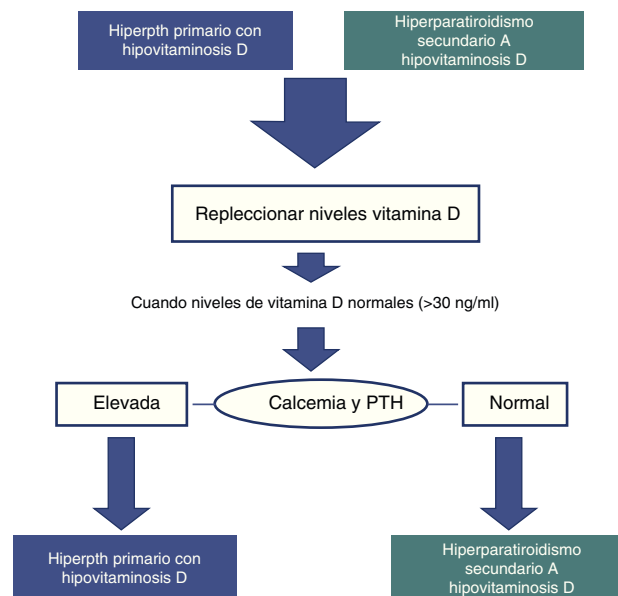 Hiperpth primario con
hipovitaminosis D
Hiperparatiroidismo
secundario A
hipovitaminosis D
Repleccionar niveles vitamina D
Cuando niveles de vitamina D normales (>30 ng/ml)
Elevada
Calcemia y PTH
Normal
Hiperpth primario con
hipovitaminosis D
Hiperparatiroidismo
secundario A
hipovitaminosis D